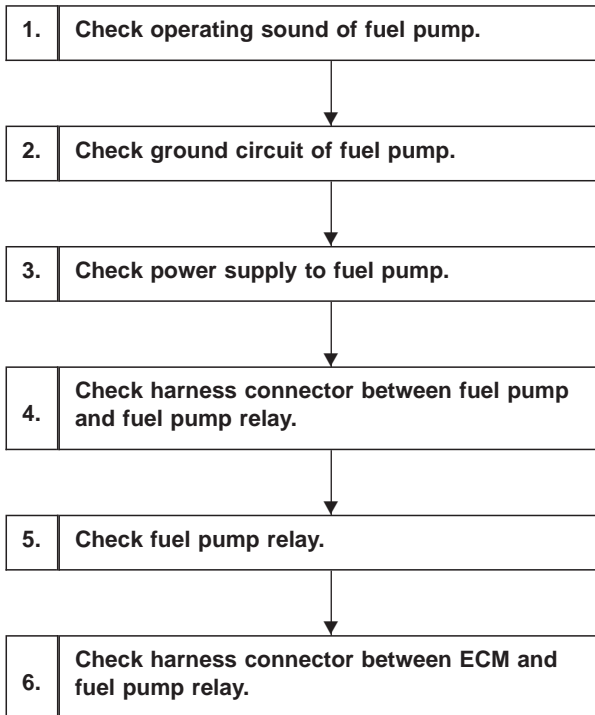 1. Check operating sound of fuel pump.
2. Check ground circuit of fuel pump.
3. Check power supply to fuel pump.
4. Check harness connector between fuel pump
and fuel pump relay.
5. Check fuel pump relay.
6. Check harness connector between ECM and
fuel pump relay.